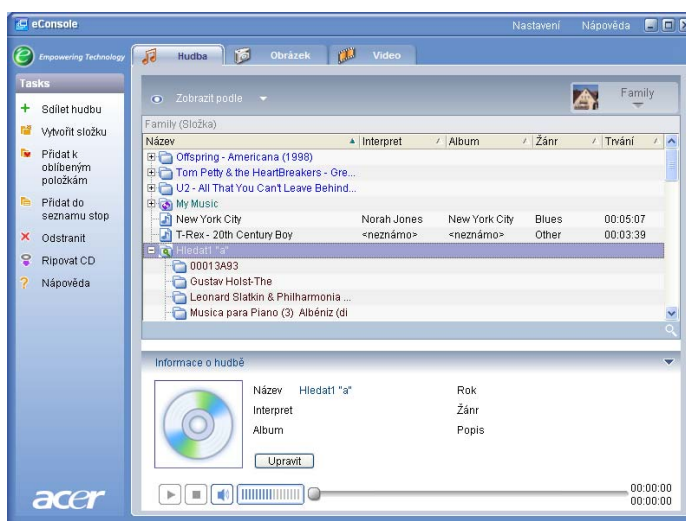 eConsole
Nastavení Nápověda
Empowering Technology
Hudba Obrázek Video
Tasks
Sdílet hudbu
Vytvořit složku
Přidat k
oblíbeným
položkám
Přidat do
seznamu stop
Odstranit
Ripovat CD
Nápověda
Zobrazit podle
Family
Family (Složka)
Název Interpret Album Žánr Trvání
Offspring - Americana (1998)
Tom Petty & the HeartBreakers - Gre...
U2 - All That You Can't Leave Behind...
My Music
New York City Norah Jones New York City Blues 00:05:07
T-Rex - 20th Century Boy <neznámo> <neznámo> Other 00:03:39
Hledat1 "a"
00013A93
Gustav Holst-The
Leonard Slatkin & Philharmonia ...
Musica para Piano (3) Albéniz (di
Informace o hudbě
Název Hledat1 "a" Rok
Interpret Žánr
Album Popis
Upravit
00:00:00
00:00:00
acer